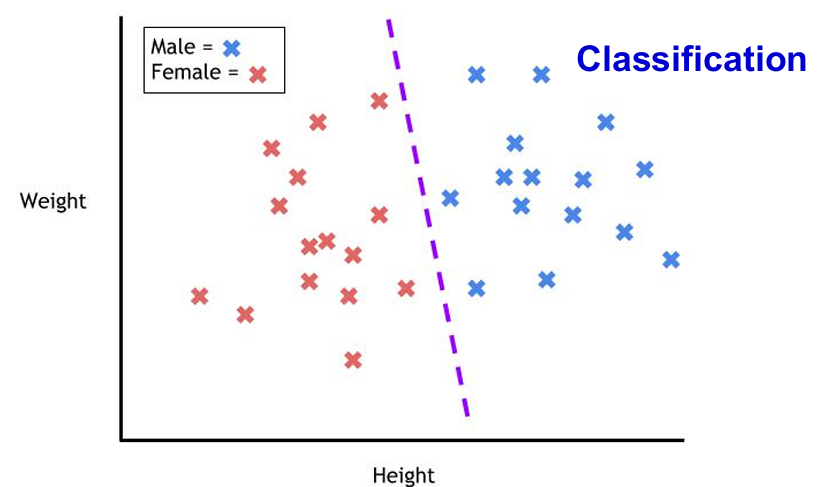 Male =
Female =
Classification
Weight
Height